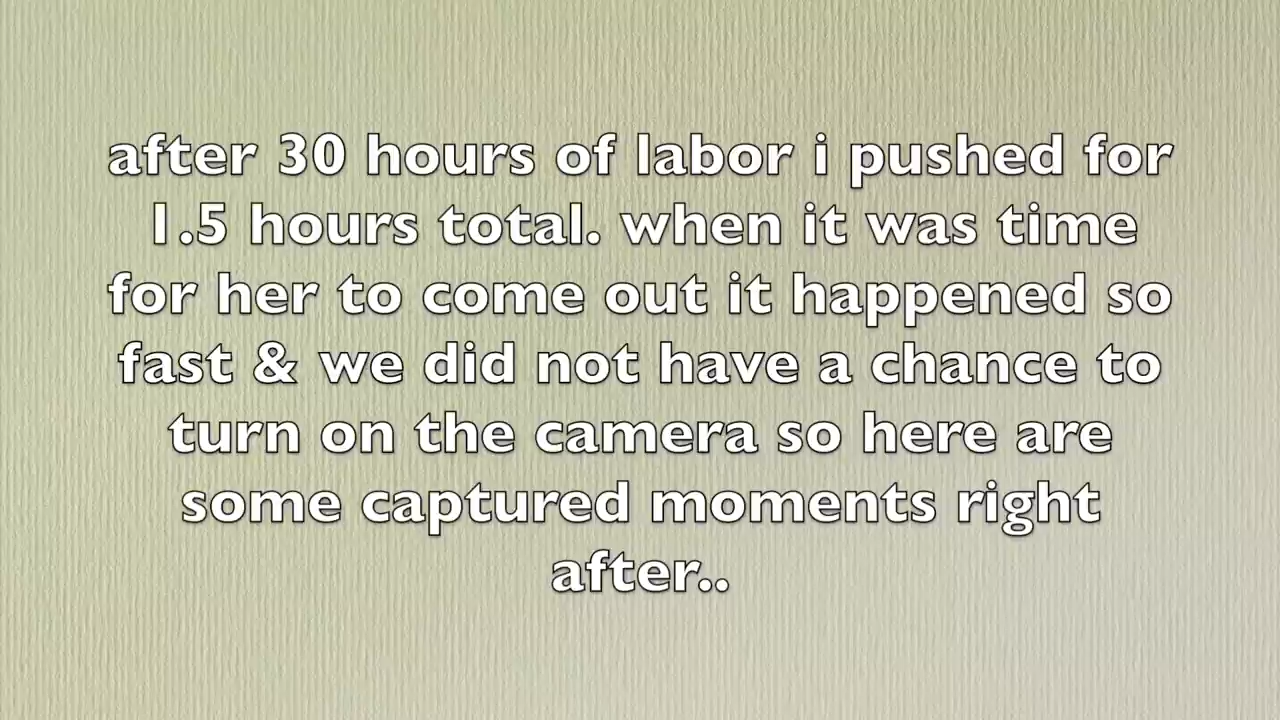 after 30 hours of labor i pushed for
1.5 hours total. when it was time
for her to come out it happened so
fast & we did not have a chance to
turn on the camera so here are
some captured moments right
after..